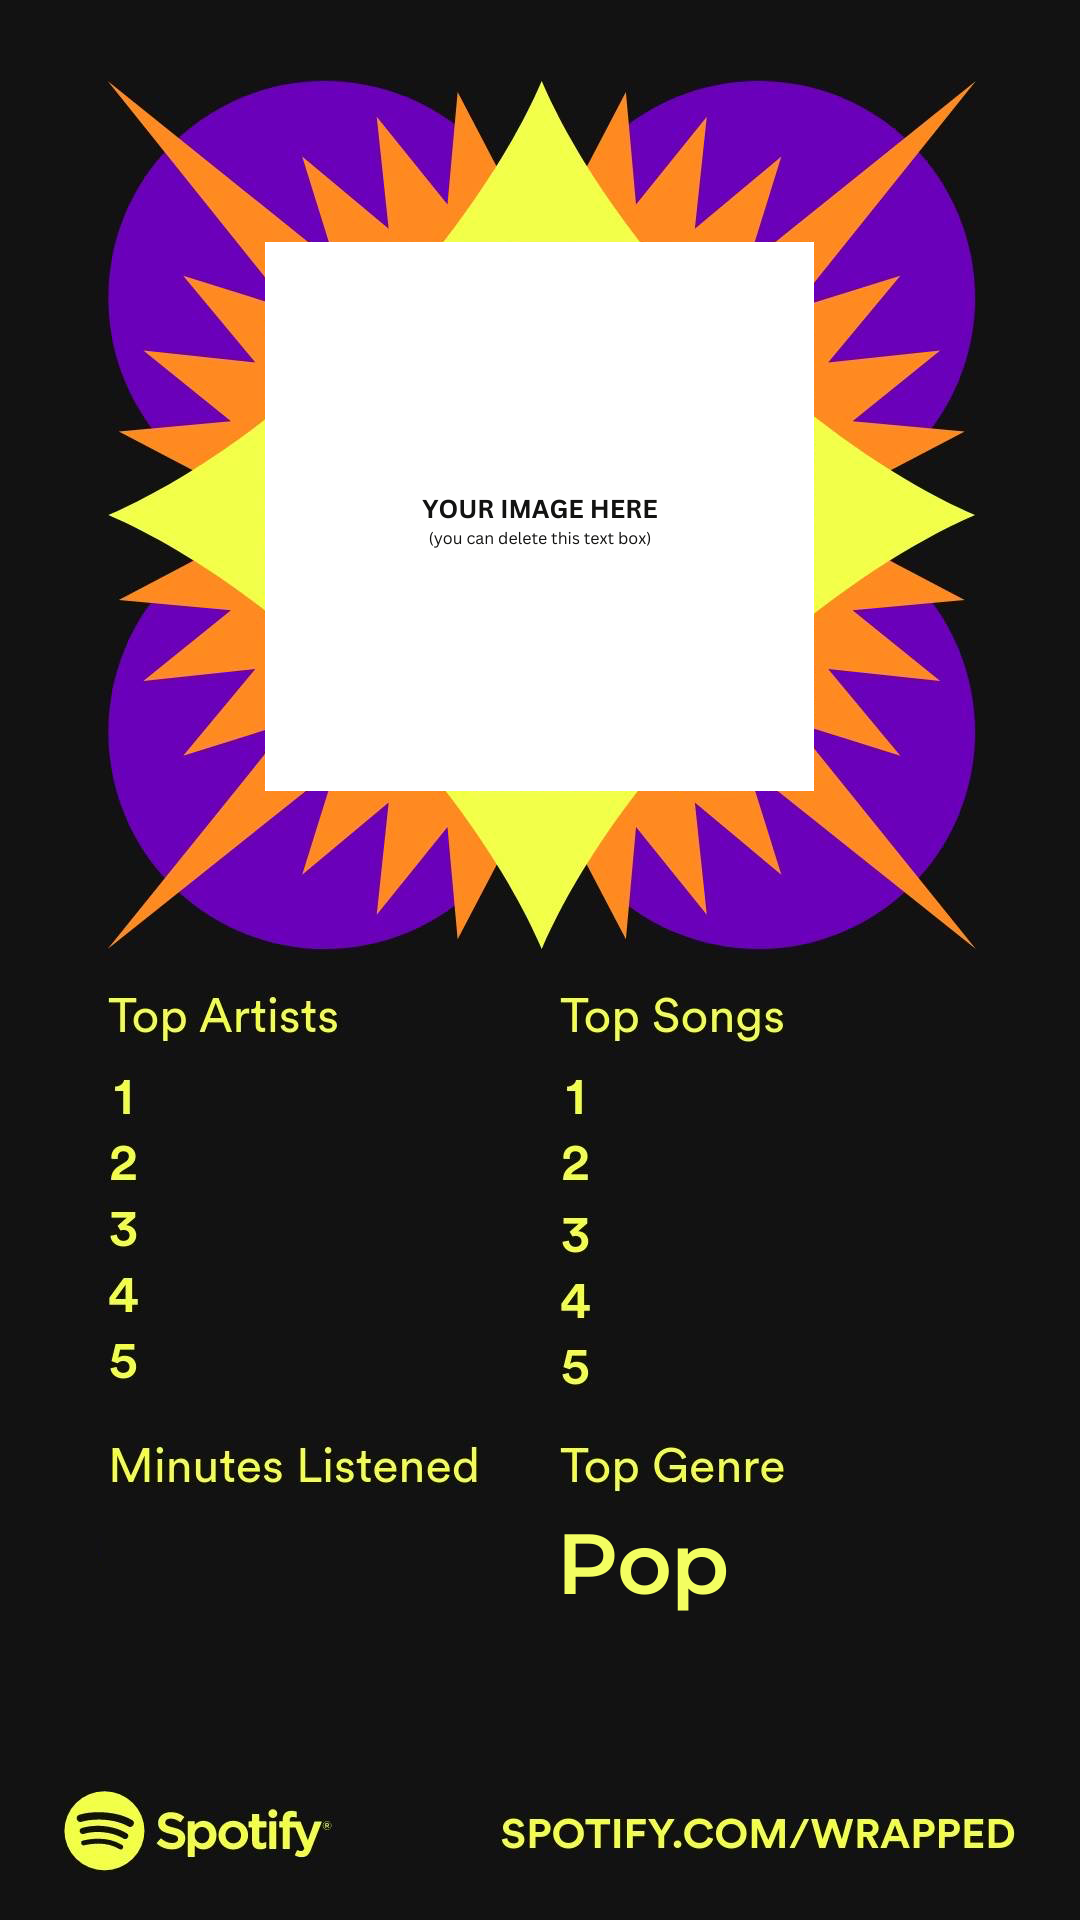 YOUR IMAGE HERE
(you can delete this text box)
Top Artists
1
2
3
4
5
Top Songs
1
2
3
4
5
Minutes Listened
Top Genre
Pop
Spotify®
SPOTIFY.COM/WRAPPED